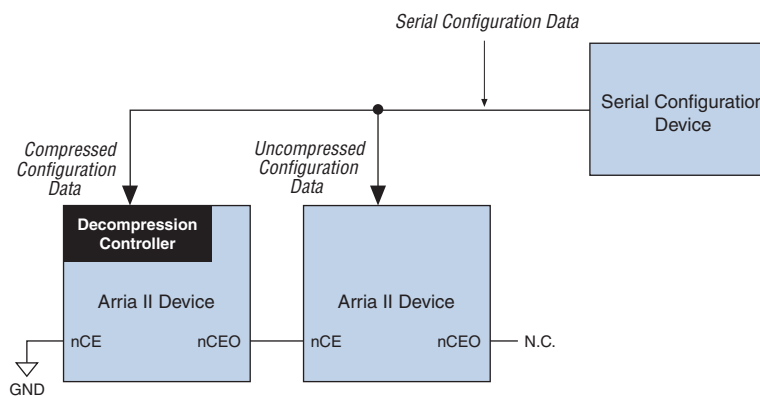 Serial Configuration Data
Serial Configuration
Device
Compressed
Configuration
Data
Uncompressed
Configuration
Data
Decompression
Controller
Arria II Device
Arria II Device
nCE
nCEO
nCE
nCEO
N.C.
GND